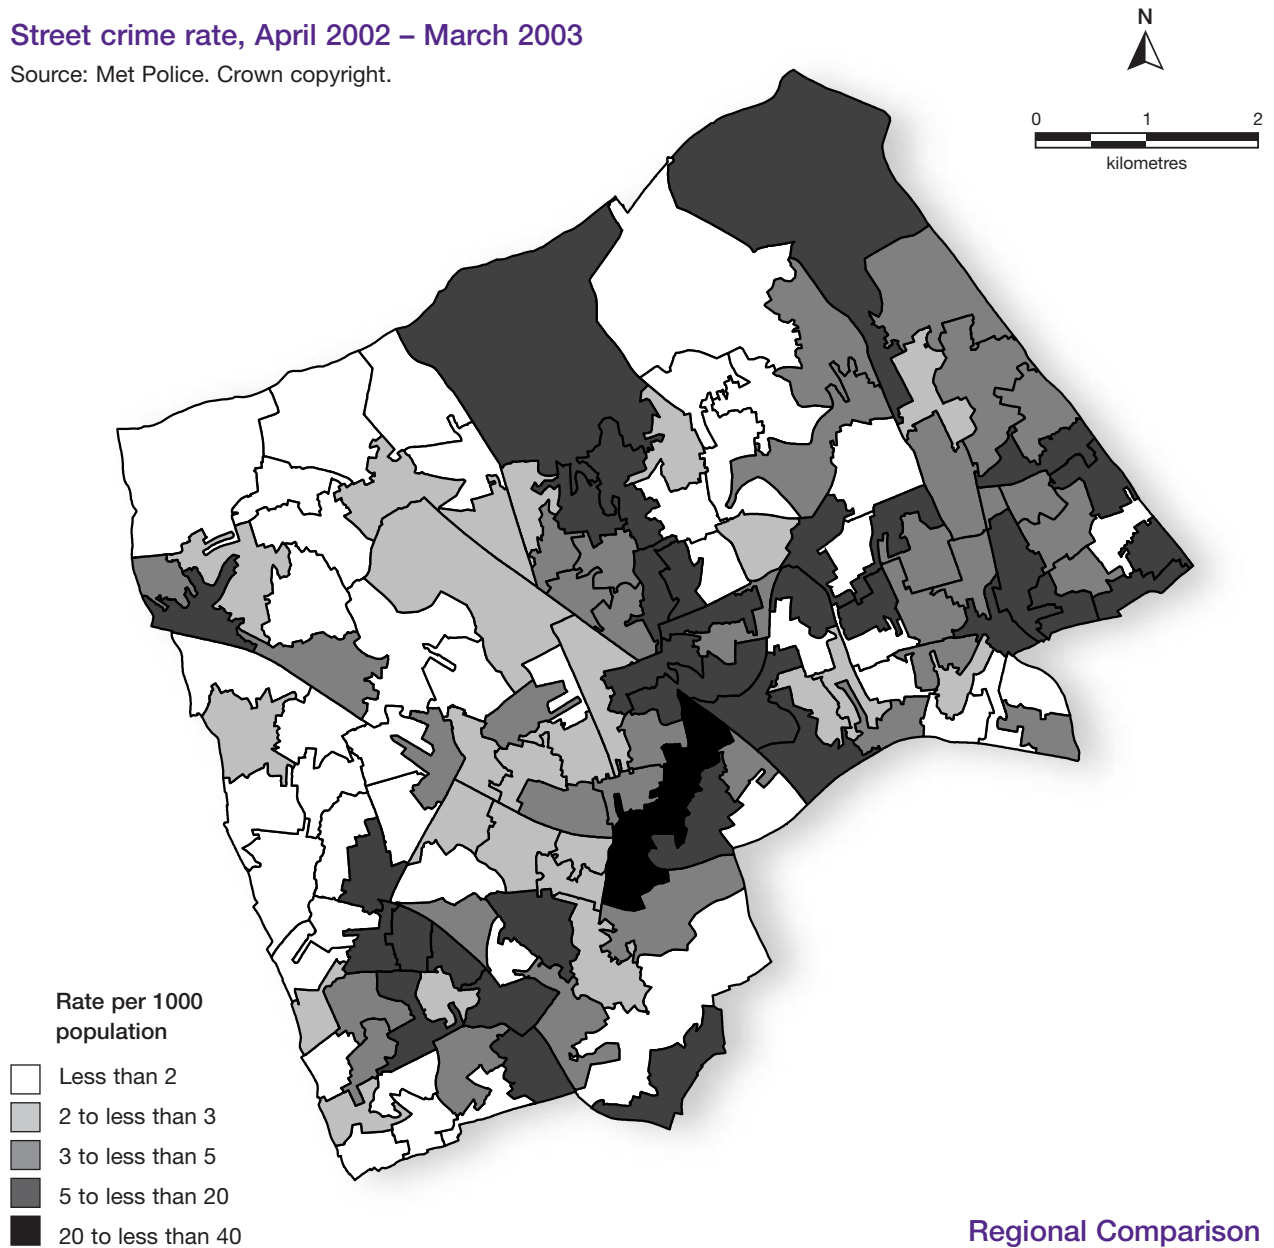 Street crime rate, April 2002 – March 2003
Source: Met Police. Crown copyright.
N
0 1 2
kilometres
Rate per 1000
population
Less than 2
2 to less than 3
3 to less than 5
5 to less than 20
20 to less than 40
Regional Comparison